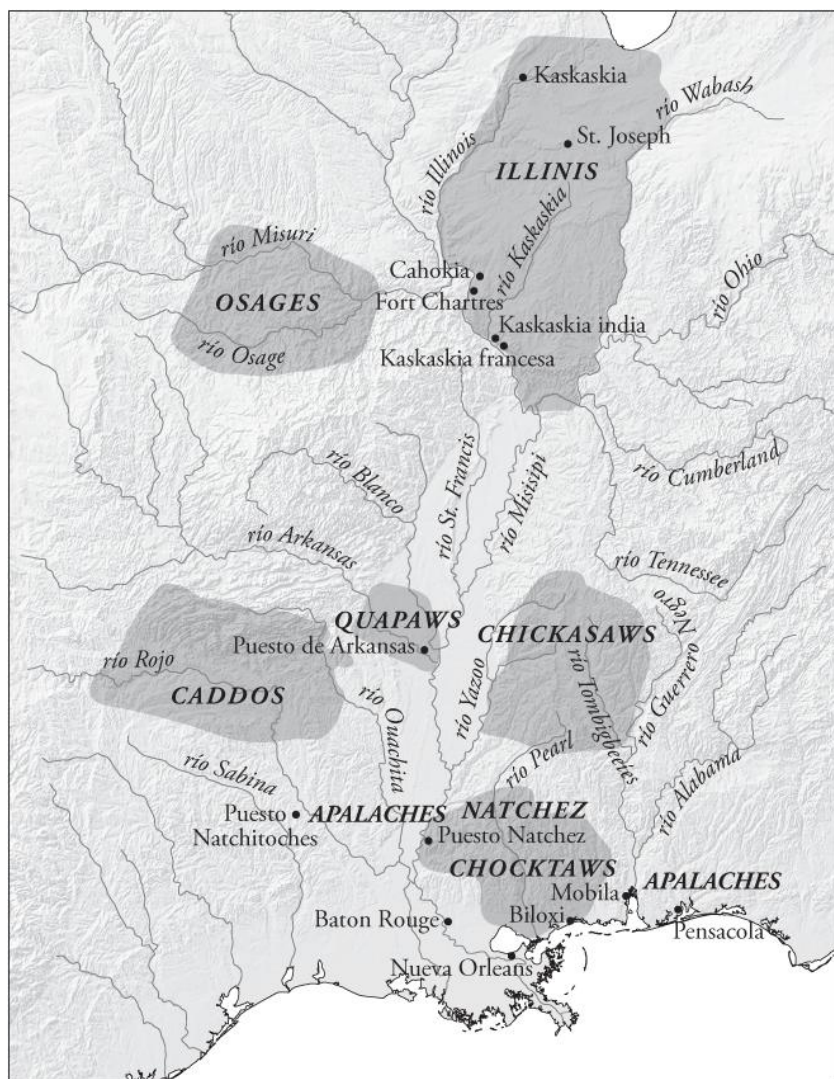 Kaskaskia
río Wabash
St. Joseph
río Illinois
ILLINIS
río Kaskaskia
río Misuri
Cahokia
OSAGES
Fort Chartres
río Ohio
Kaskaskia india
río Osage
Kaskaskia francesa
río St. Francis
río Misisipi
río Cumberland
río Blanco
río Arkansas
río Tennessee
QUAPAWS
CHICKASAWS
río Guerrero Negro
Puesto de Arkansas
río Rojo
CADDOS
río Tombigbeeíes
río Yazoo
río Ouachita
río Pearl
río Sabina
río Alabama
Puesto
Natchitoches
APALACHES
NATCHEZ
Puesto Natchez
CHOCKTAWS
Mobila
APALACHES
Baton Rouge
Biloxi
Pensacola
Nueva Orleans